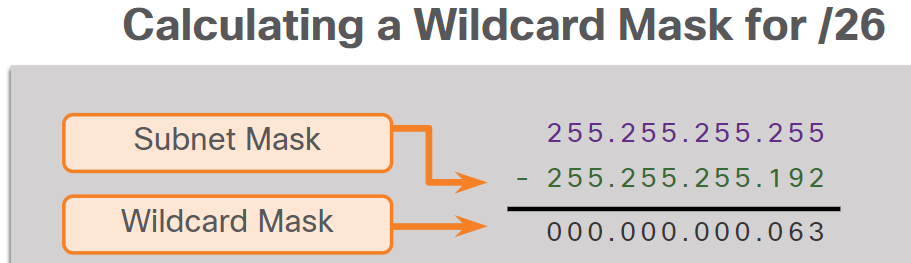 Calculating a Wildcard Mask for /26
Subnet Mask
255.255.255.255
- 255.255.255.192
Wildcard Mask
000.000.000.063